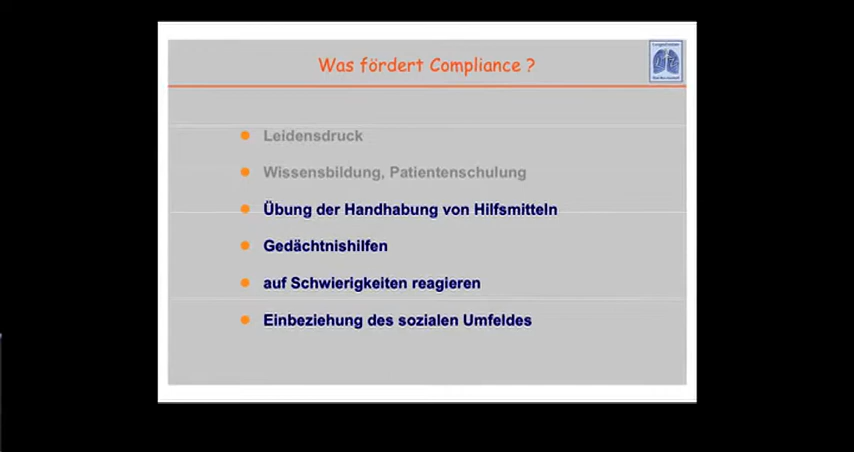 Was fördert Compliance ?
Leidensdruck
Wissensbildung, Patientenschulung
Übung der Handhabung von Hilfsmitteln
Gedächtnishilfen
auf Schwierigkeiten reagieren
Einbeziehung des sozialen Umfeldes